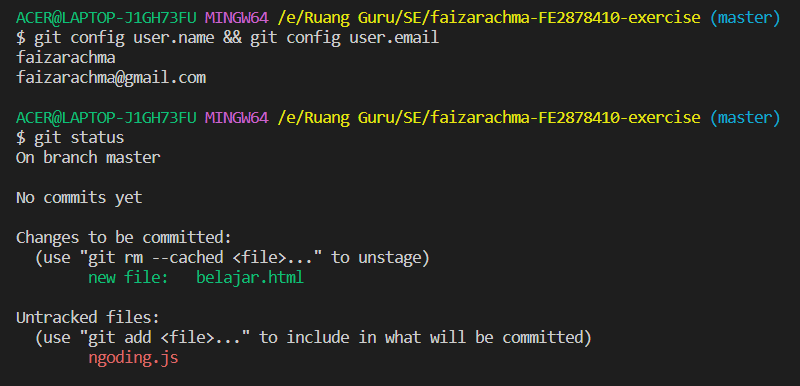 ACER@LAPTOP-J1GH73FU MINGW64 /e/Ruang Guru/SE/faizarachma-FE2878410-exercise (master)
$ git config user.name && git config user.email
faizarachma
faizarachma@gmail.com
ACER@LAPTOP-J1GH73FU MINGW64 /e/Ruang Guru/SE/faizarachma-FE2878410-exercise (master)
$ git status
On branch master
No commits yet
Changes to be committed:
  (use "git rm --cached <file>..." to unstage)
        new file:   belajar.html
Untracked files:
  (use "git add <file>..." to include in what will be committed)
        ngoding.js